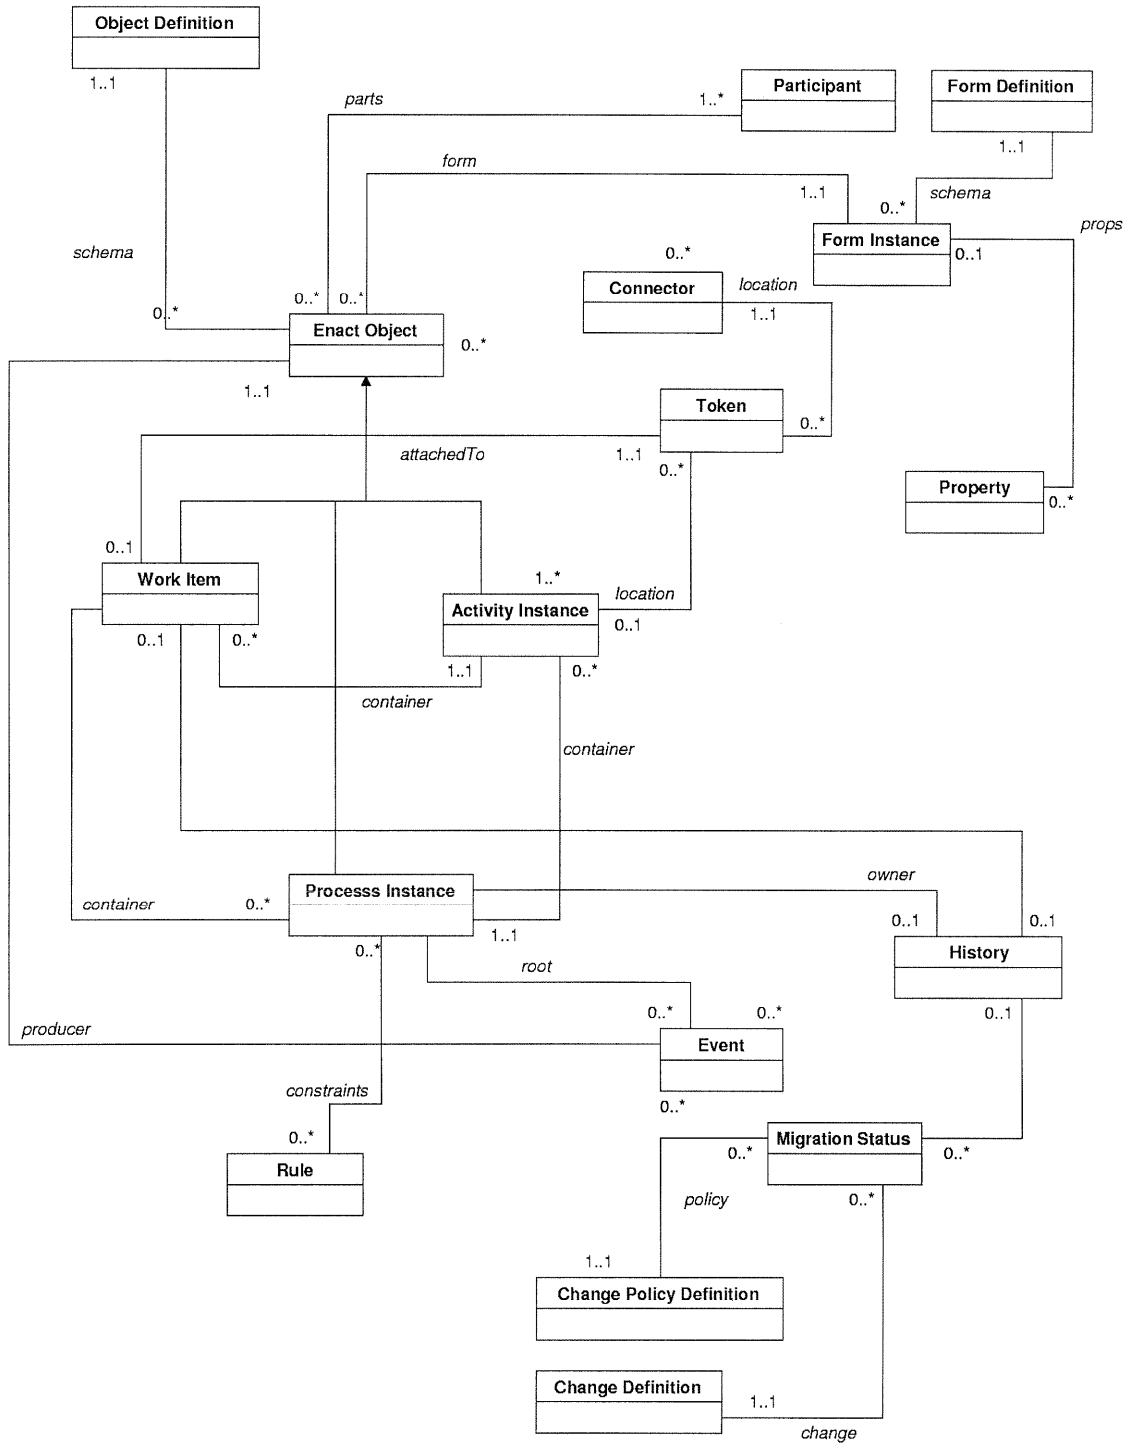 Object Definition
1..1
Participant
Form Definition
parts
1..*
1..1
form
1..1
schema
0..*
props
Form Instance
0..1
schema
0..*
Connector
location
1..1
0..*
0..*
0..*
Enact Object
0..*
1..1
Token
0..*
attachedTo
1..1
0..*
Property
0..*
0..1
Work Item
1..*
Activity Instance
location
0..1
0..1
0..*
1..1
0..*
container
container
Processs Instance
owner
container
0..*
0..1
0..1
0..*
1..1
History
root
0..*
0..*
0..1
producer
Event
constraints
0..*
0..*
Migration Status
0..*
0..*
Rule
policy
0..*
1..1
Change Policy Definition
Change Definition
1..1
change